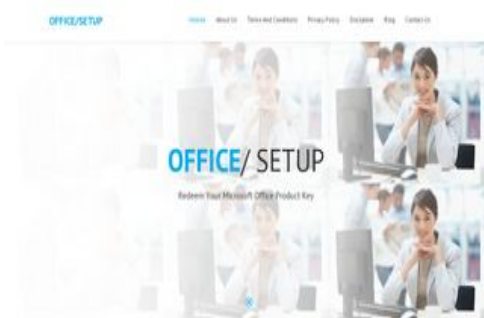 OFFICE/SETUP
Home About Us Terms And Conditions Privacy Policy Disclaimer Blog Contact Us
OFFICE/ SETUP
Redeem Your Microsoft Office Product Key